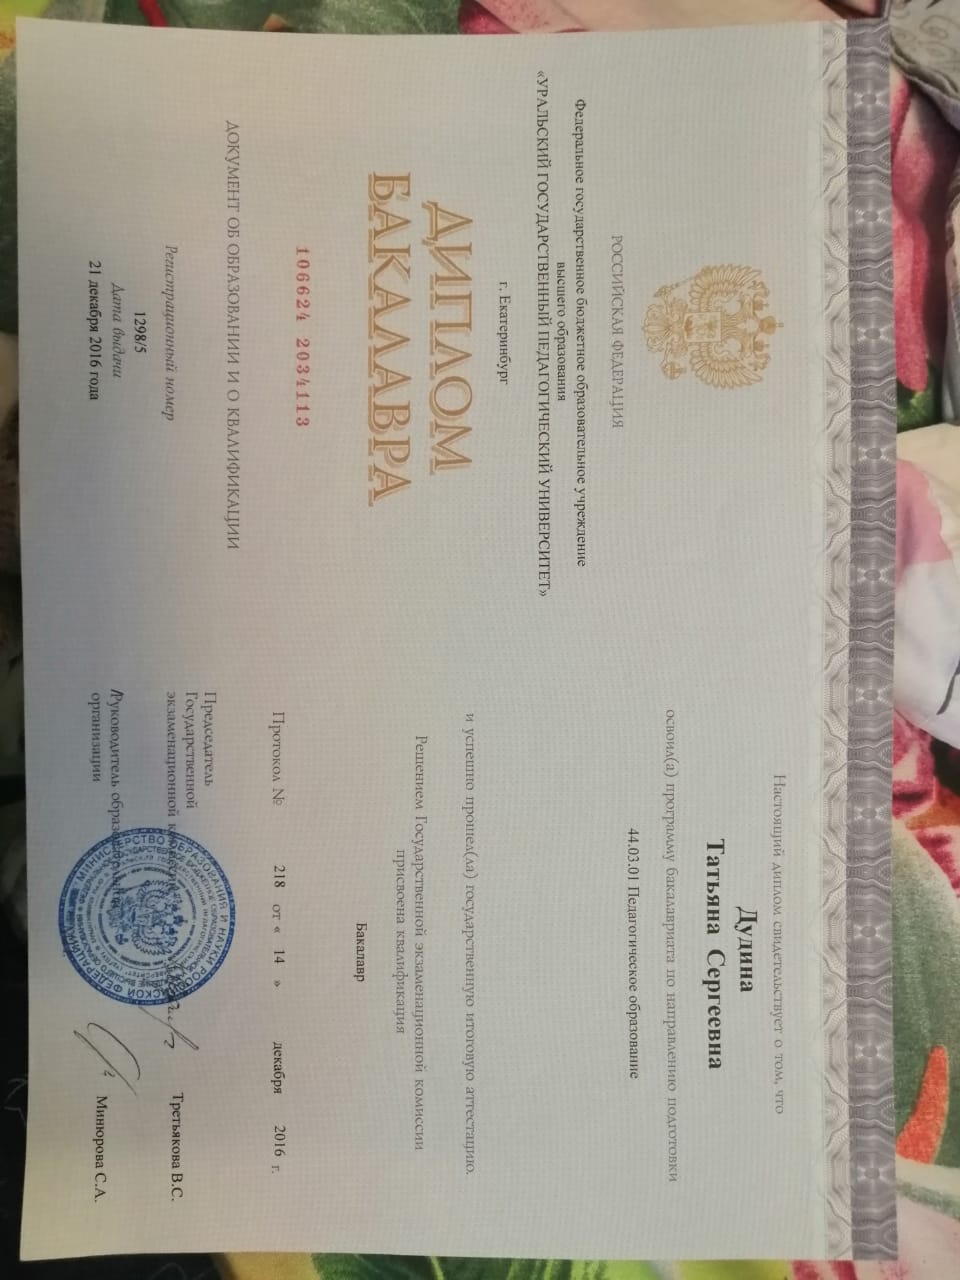 РОССИЙСКАЯ ФЕДЕРАЦИЯ
Федеральное государственное бюджетное образовательное учреждение
высшего образования
«УРАЛЬСКИЙ ГОСУДАРСТВЕННЫЙ ПЕДАГОГИЧЕСКИЙ УНИВЕРСИТЕТ»
г. Екатеринбург
ДИПЛОМ
БАКАЛАВРА
106624 2034113
ДОКУМЕНТ ОБ ОБРАЗОВАНИИ И О КВАЛИФИКАЦИИ
Регистрационный номер
1298/5
Дата выдачи
21 декабря 2016 года
Настоящий диплом свидетельствует о том, что
Дудина
Татьяна Сергеевна
освоил(а) программу бакалавриата по направлению подготовки
44.03.01 Педагогическое образование
и успешно прошел(ла) государственную итоговую аттестацию.
Решением Государственной экзаменационной комиссии
присвоена квалификация
Бакалавр
Протокол № 218 от « 14 » декабря 2016 г.
Председатель
Государственной
экзаменационной
Третьякова В.С.
Руководитель
организации
Минюрова С.А.
МИНИСТЕРСТВО ОБРАЗОВАНИЯ И НАУКИ